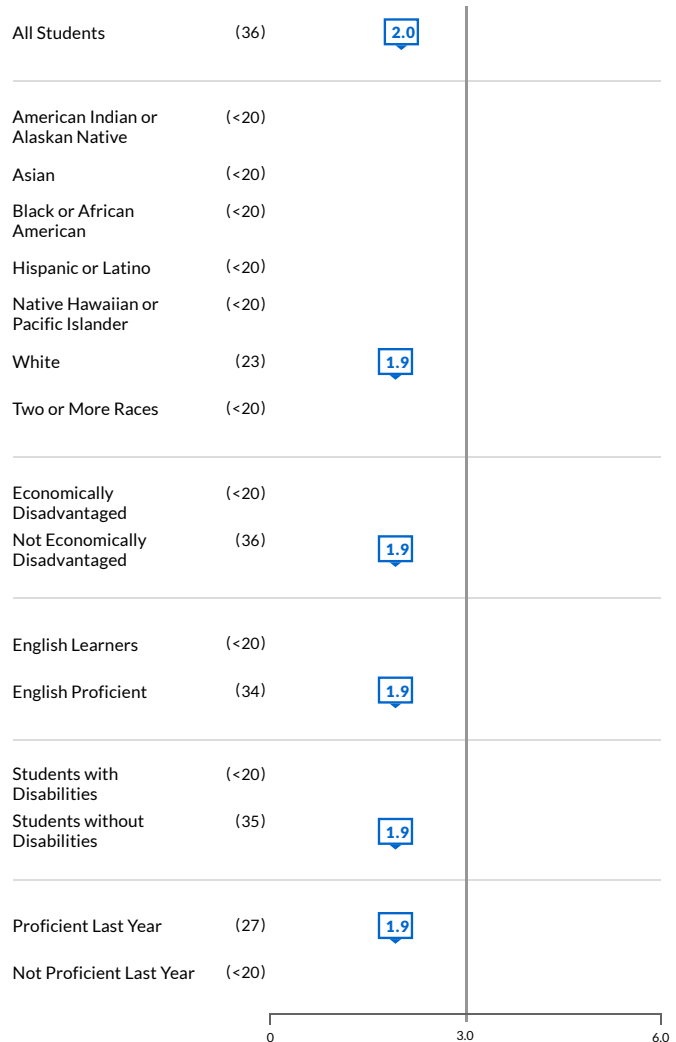 All Students (36) 2.0
American Indian or (<20)
Alaskan Native
Asian (<20)
Black or African (<20)
American
Hispanic or Latino (<20)
Native Hawaiian or (<20)
Pacific Islander
White (23) 1.9
Two or More Races (<20)
Economically (<20)
Disadvantaged
Not Economically (36) 1.9
Disadvantaged
English Learners (<20)
English Proficient (34) 1.9
Students with (<20)
Disabilities
Students without (35) 1.9
Disabilities
Proficient Last Year (27) 1.9
Not Proficient Last Year (<20)
0 3.0 6.0